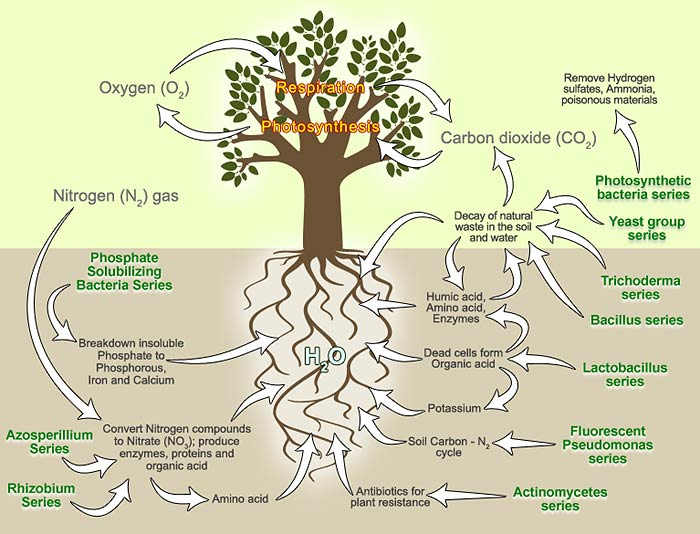 Oxygen (O2)
Respiration
Photosynthesis
Carbon dioxide (CO2)
Remove Hydrogen
sulfates, Ammonia,
poisonous materials
Nitrogen (N2) gas
Photosynthetic
bacteria series
Decay of natural
waste in the soil
and water
Yeast group
series
Phosphate
Solubilizing
Bacteria Series
Trichoderma
series
Humic acid,
Amino acid,
Enzymes
Bacillus series
Breakdown insoluble
Phosphate to
Phosphorous,
Iron and Calcium
H2O
Dead cells form
Organic acid
Lactobacillus
series
Potassium
Azosperillium
Series
Convert Nitrogen compounds
to Nitrate (NO3); produce
enzymes, proteins and
organic acid
Soil Carbon - N2
cycle
Fluorescent
Pseudomonas
series
Rhizobium
Series
Amino acid
Antibiotics for
plant resistance
Actinomycetes
series